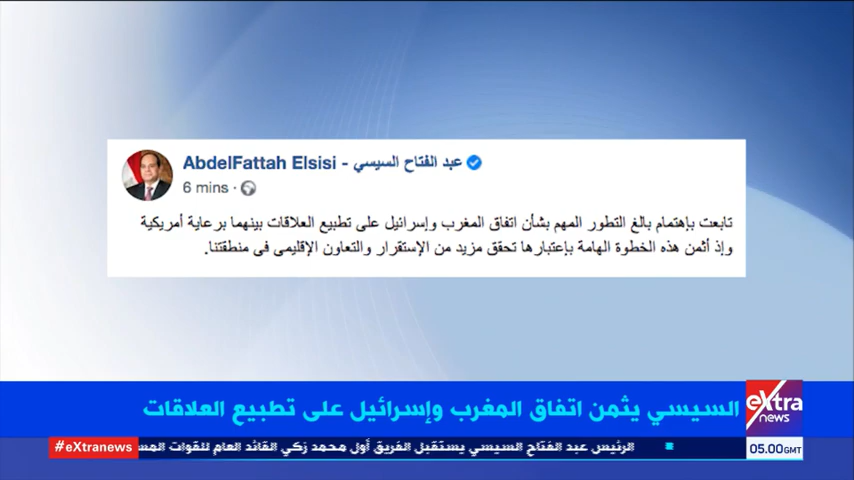 AbdelFattah Elsisi - عبد الفتاح السيسي
6 mins ·
تابعت بإهتمام بالغ التطور المهم بشأن اتفاق المغرب وإسرائيل على تطبيع العلاقات بينهما برعاية أمريكية
وإذ أثمن هذه الخطوة الهامة بإعتبارها تحقق مزيد من الإستقرار والتعاون الإقليمى فى منطقتنا.
السيسي يثمن اتفاق المغرب وإسرائيل على تطبيع العلاقات
eXtra
news
#eXtranews
الرئيس عبد الفتاح السيسي يستقبل الفريق أول محمد زكي القائد العام للقوات المس
05.00GMT